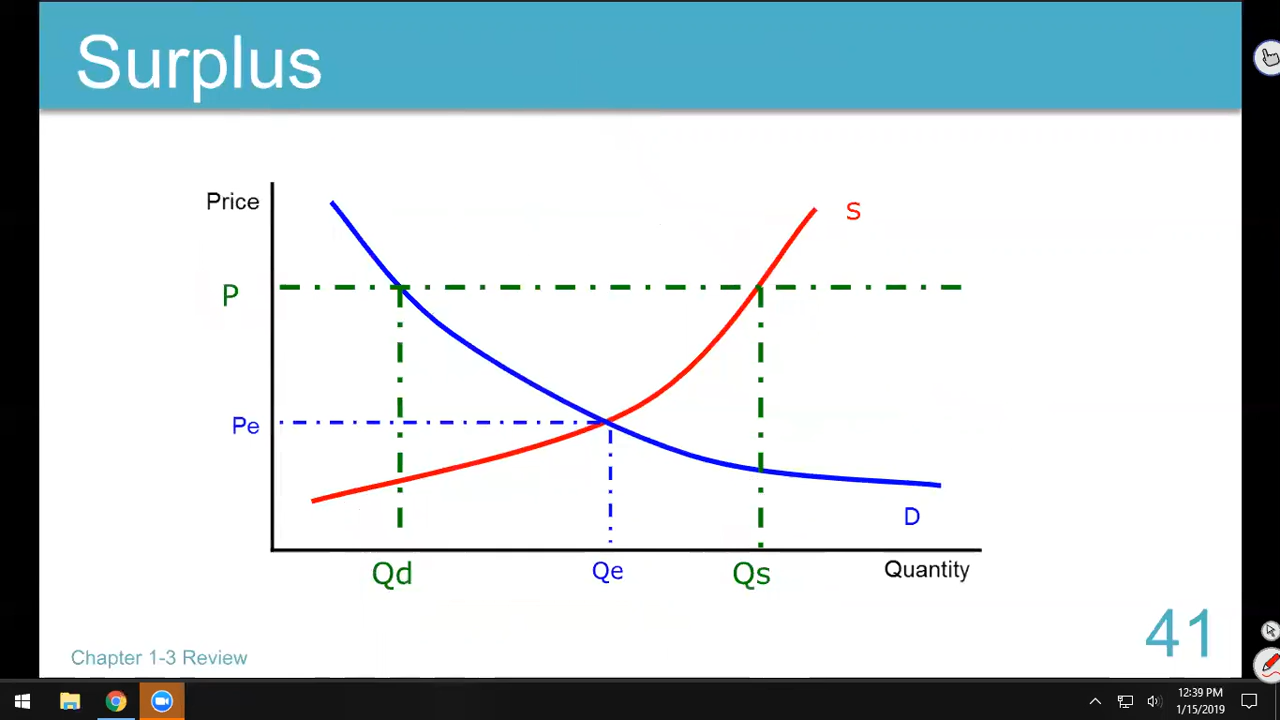 Surplus
Price
S
P
Pe
D
Qd
Qe
Qs
Quantity
41
Chapter 1-3 Review
12:39 PM
1/15/2019